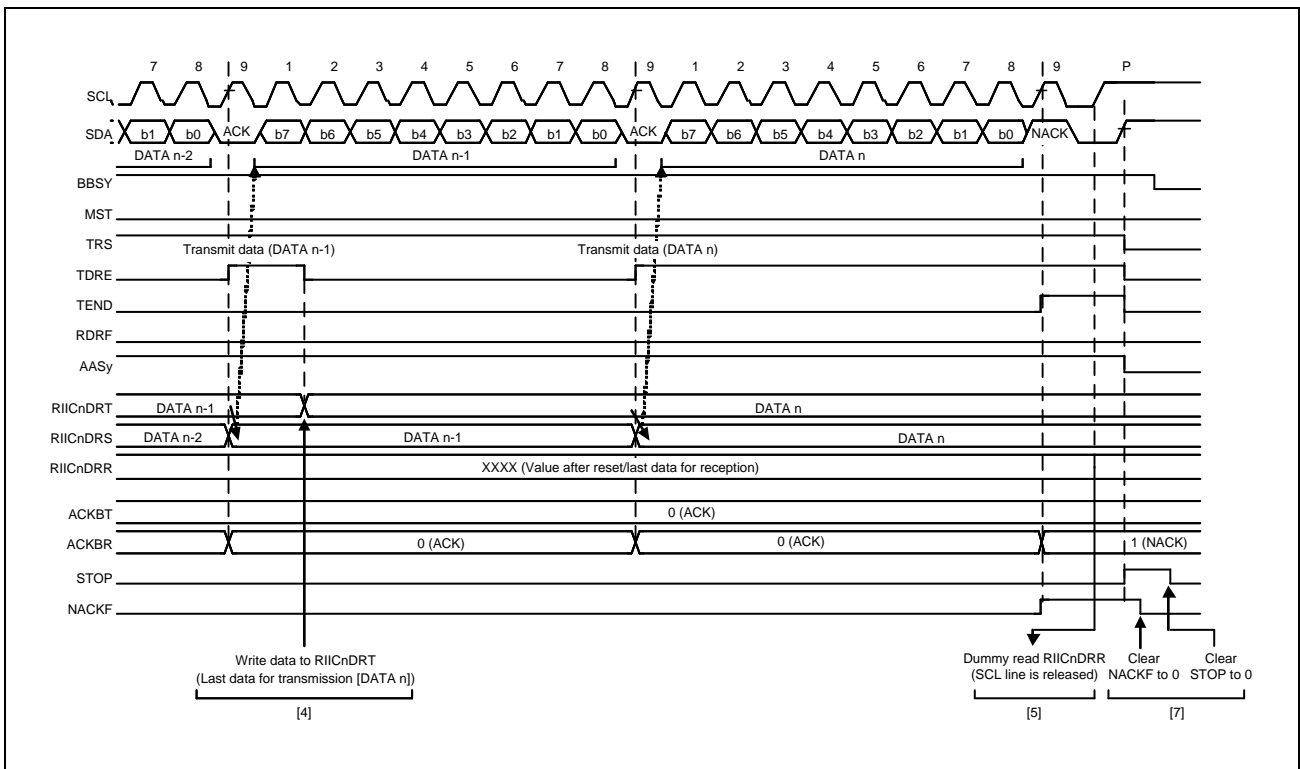 7 8 9 1 2 3 4 5 6 7 8 9 1 2 3 4 5 6 7 8 9 P
SCL
SDA b1 b0 ACK b7 b6 b5 b4 b3 b2 b1 b0 ACK b7 b6 b5 b4 b3 b2 b1 b0 NACK
DATA n-2 DATA n-1 DATA n
BBSY
MST
TRS
Transmit data (DATA n-1) Transmit data (DATA n)
TDRE
TEND
RDRF
AASy
RIICnDRT DATA n-1 DATA n
RIICnDRS DATA n-2 DATA n-1 DATA n
RIICnDRR XXXX (Value after reset/last data for reception)
ACKBT 0 (ACK)
ACKBR 0 (ACK) 0 (ACK) 1 (NACK)
STOP
NACKF
Write data to RIICnDRT
(Last data for transmission [DATA n])
[4]
Dummy read RIICnDRR
(SCL line is released)
[5]
Clear
NACKF to 0
Clear
STOP to 0
[7]